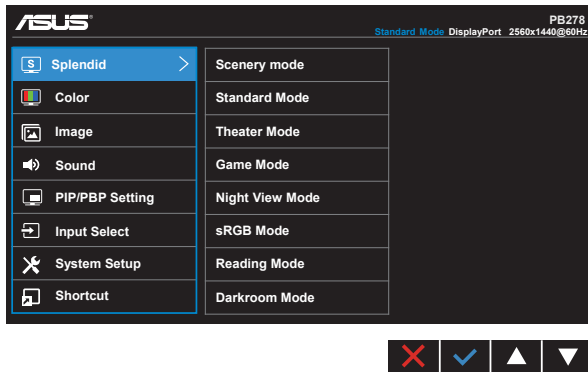 ASUS
PB278
Standard Mode DisplayPort 2560x1440@60Hz
S Splendid
Color
Image
Sound
PIP/PBP Setting
Input Select
System Setup
Shortcut
Scenery mode
Standard Mode
Theater Mode
Game Mode
Night View Mode
sRGB Mode
Reading Mode
Darkroom Mode